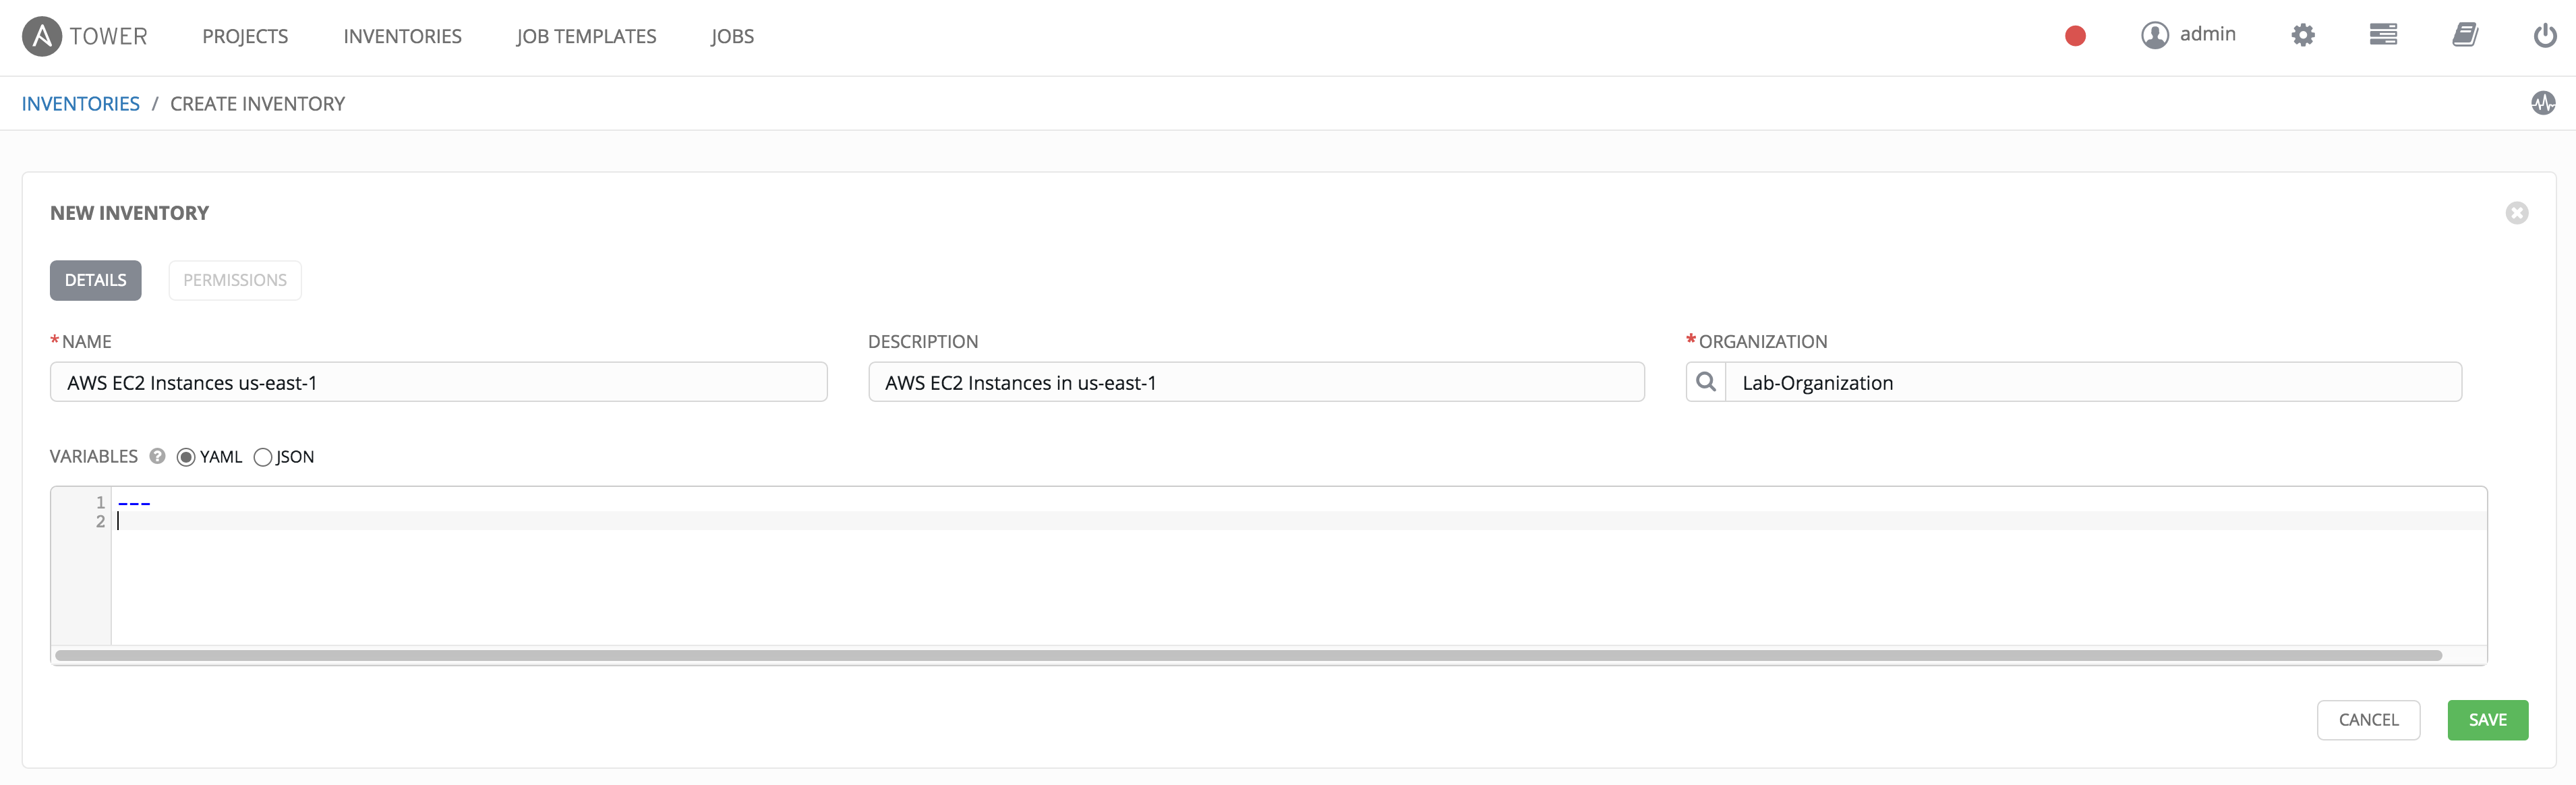 A TOWER PROJECTS INVENTORIES JOB TEMPLATES JOBS admin
INVENTORIES / CREATE INVENTORY
NEW INVENTORY
DETAILS PERMISSIONS
*NAME DESCRIPTION *ORGANIZATION
AWS EC2 Instances us-east-1 AWS EC2 Instances in us-east-1 Lab-Organization
VARIABLES ? YAML JSON
1 ---
2
CANCEL SAVE